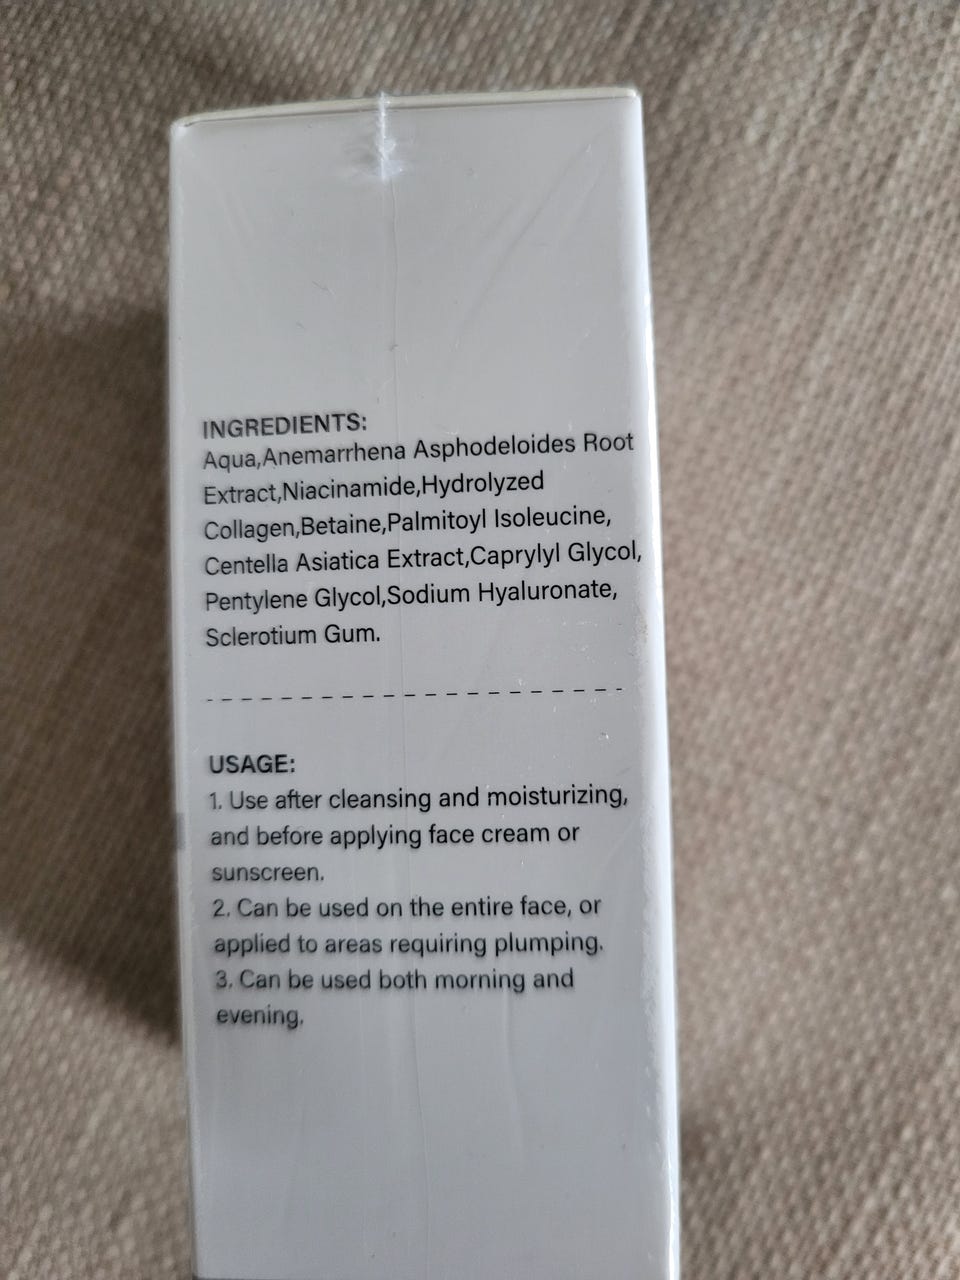 INGREDIENTS:
Aqua,Anemarrhena Asphodeloides Root
Extract,Niacinamide,Hydrolyzed
Collagen,Betaine,Palmitoyl Isoleucine,
Centella Asiatica Extract,Caprylyl Glycol,
Pentylene Glycol,Sodium Hyaluronate,
Sclerotium Gum.
USAGE:
1. Use after cleansing and moisturizing,
and before applying face cream or
sunscreen.
2. Can be used on the entire face, or
applied to areas requiring plumping.
3. Can be used both morning and
evening.